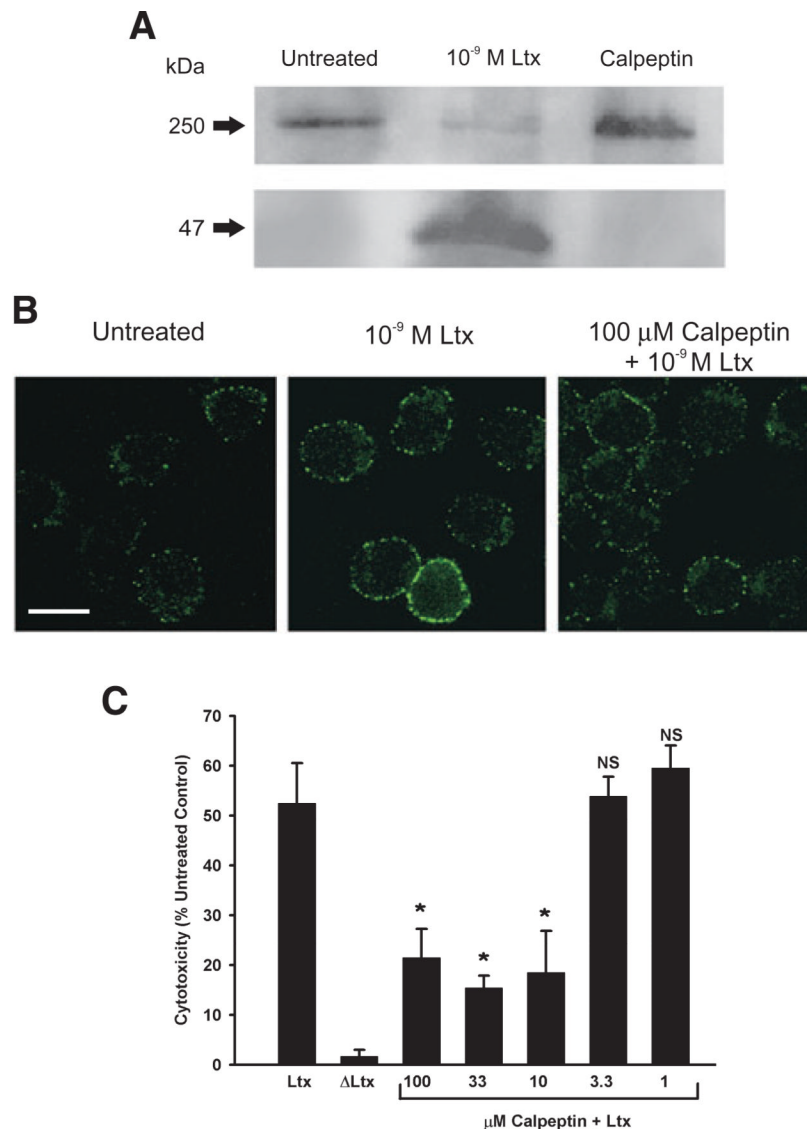 A
kDa
Untreated 10⁻⁹ M Ltx Calpeptin
250
47
B
Untreated 10⁻⁹ M Ltx 100 μM Calpeptin
+ 10⁻⁹ M Ltx
C
Cytotoxicity (% Untreated Control)
70
60
50
40
30
20
10
0
* * * NS NS
Ltx ΔLtx 100 33 10 3.3 1
μM Calpeptin + Ltx